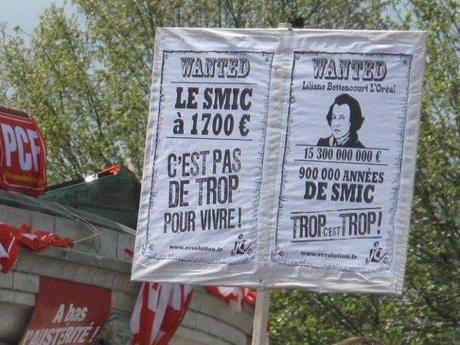 PCF
A bas
l'AUSTÉRITÉ !
WANTED
LE SMIC
à 1700 €
C'EST PAS
DE TROP
POUR VIVRE !
www.revolution.fr
WANTED
Liliane Bettencourt L'Oréal
15 300 000 000 €
900 000 ANNÉES
DE SMIC
TROP C'EST TROP !
www.revolution.fr